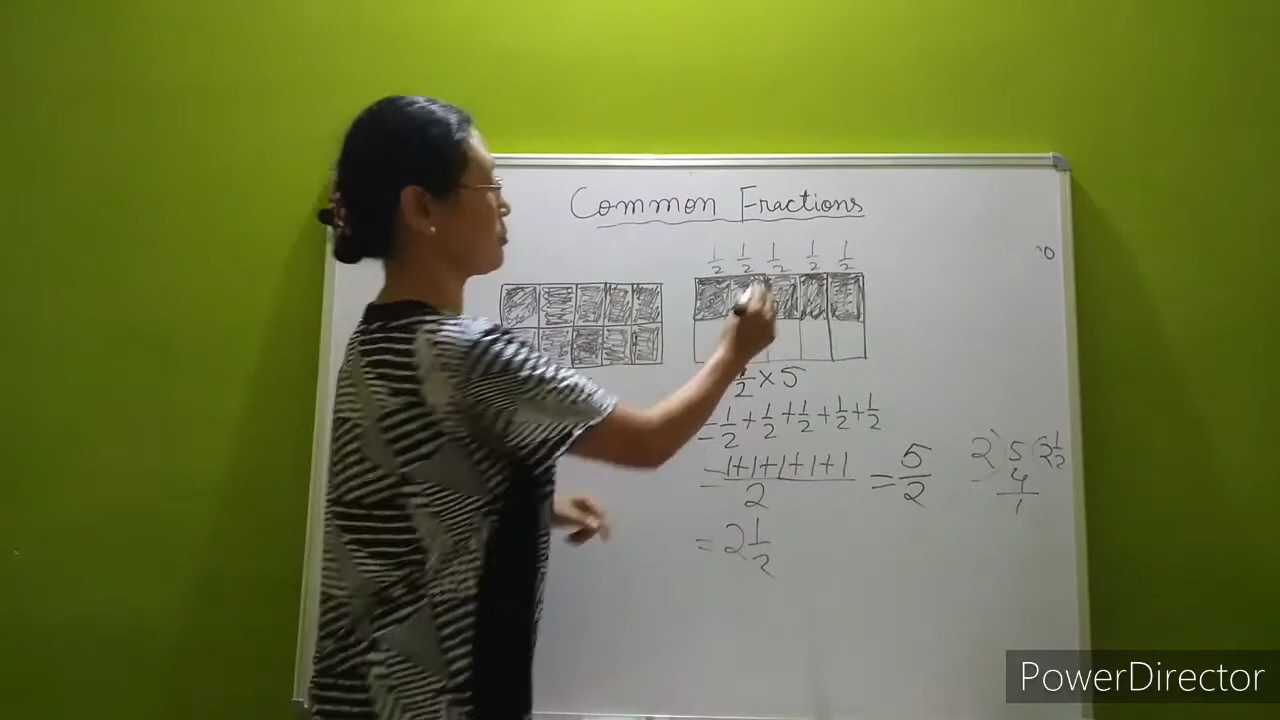 Common Fractions
1/2 1/2 1/2 1/2 1/2
1/2 × 5
= 1/2 + 1/2 + 1/2 + 1/2 + 1/2
= 1+1+1+1+1/2 = 5/2
2) 5 (2 1/2
4
1
= 2 1/2
PowerDirector